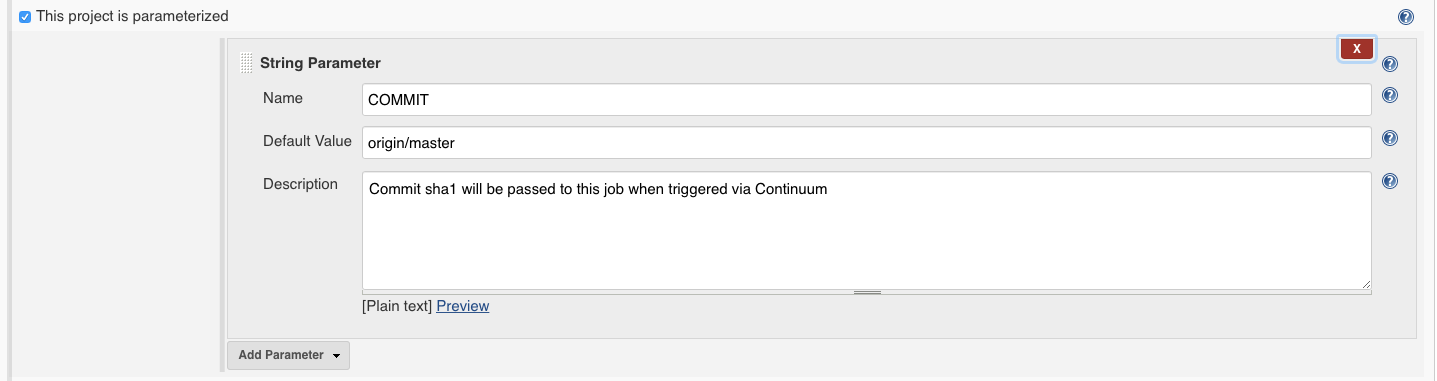 This project is parameterized
?
X
String Parameter
?
Name
COMMIT
?
Default Value
origin/master
?
Description
Commit sha1 will be passed to this job when triggered via Continuum
?
[Plain text] Preview
Add Parameter